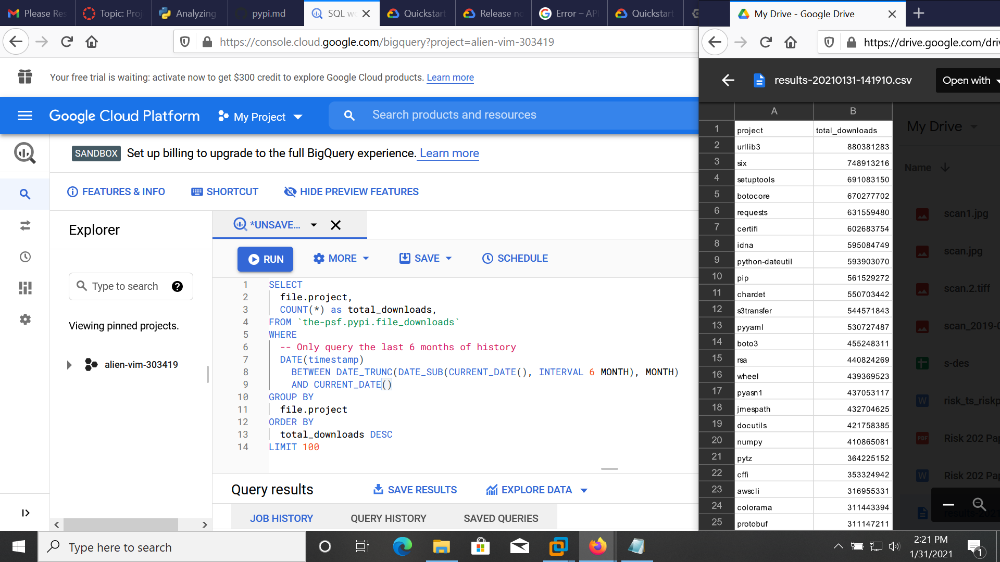 Please Res
Topic: Proj
Analyzing
pypi.md
SQL wo
Quickstart
Release no
Error – API
Quickstart
My Drive - Google Drive
https://console.cloud.google.com/bigquery?project=alien-vim-303419
https://drive.google.com/driv
Your free trial is waiting: activate now to get $300 credit to explore Google Cloud products. Learn more
results-20210131-141910.csv
Open with
Google Cloud Platform
My Project
Search products and resources
SANDBOX Set up billing to upgrade to the full BigQuery experience. Learn more
FEATURES & INFO
SHORTCUT
HIDE PREVIEW FEATURES
Explorer
*UNSAVE...
RUN
MORE
SAVE
SCHEDULE
Type to search
Viewing pinned projects.
alien-vim-303419
1 SELECT
2 file.project,
3 COUNT(*) as total_downloads,
4 FROM `the-psf.pypi.file_downloads`
5 WHERE
6 -- Only query the last 6 months of history
7 DATE(timestamp)
8 BETWEEN DATE_TRUNC(DATE_SUB(CURRENT_DATE(), INTERVAL 6 MONTH), MONTH)
9 AND CURRENT_DATE()
10 GROUP BY
11 file.project
12 ORDER BY
13 total_downloads DESC
14 LIMIT 100
Query results
SAVE RESULTS
EXPLORE DATA
JOB HISTORY
QUERY HISTORY
SAVED QUERIES
A B
1 project total_downloads
2 urllib3 880381283
3 six 748913216
4 setuptools 691083150
5 botocore 670277702
6 requests 631559480
7 certifi 602683754
8 idna 595084749
9 python-dateutil 593903070
10 pip 561529272
11 chardet 550703442
12 s3transfer 544571843
13 pyyaml 530727487
14 boto3 455248311
15 rsa 440824269
16 wheel 439369523
17 pyasn1 437053117
18 jmespath 432704625
19 docutils 421758385
20 numpy 410865081
21 pytz 364225152
22 cffi 353324942
23 awscli 316955331
24 colorama 311443394
25 protobuf 311147211
My Drive
Name
scan1.jpg
scan.jpg
scan.2.tiff
scan_2019-0
s-des
risk_ts_riskp
PDF
Risk 202 Pap
Risk 202 Pap
results-2021
Type here to search
2:21 PM
1/31/2021
1